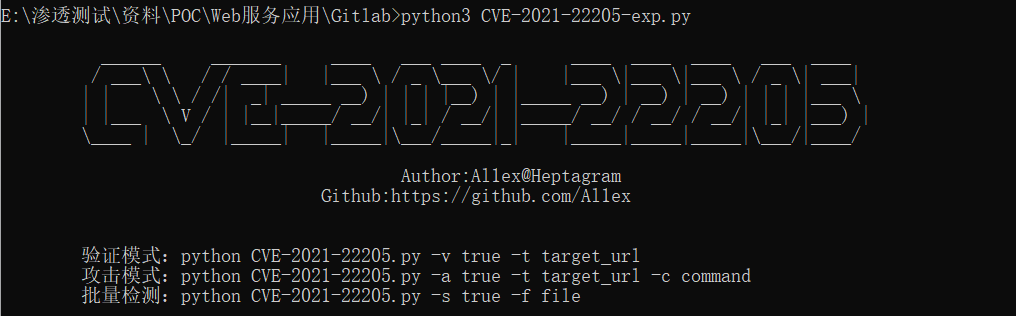 E:\渗透测试\资料\POC\Web服务应用\Gitlab>python3 CVE-2021-22205-exp.py
CVE-2021-22205
Author:Allex@Heptagram
Github:https://github.com/Allex
验证模式：python CVE-2021-22205.py -v true -t target_url
攻击模式：python CVE-2021-22205.py -a true -t target_url -c command
批量检测：python CVE-2021-22205.py -s true -f file